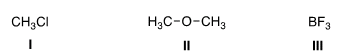 CH₃Cl H₃C-O-CH₃ BF₃
I II III